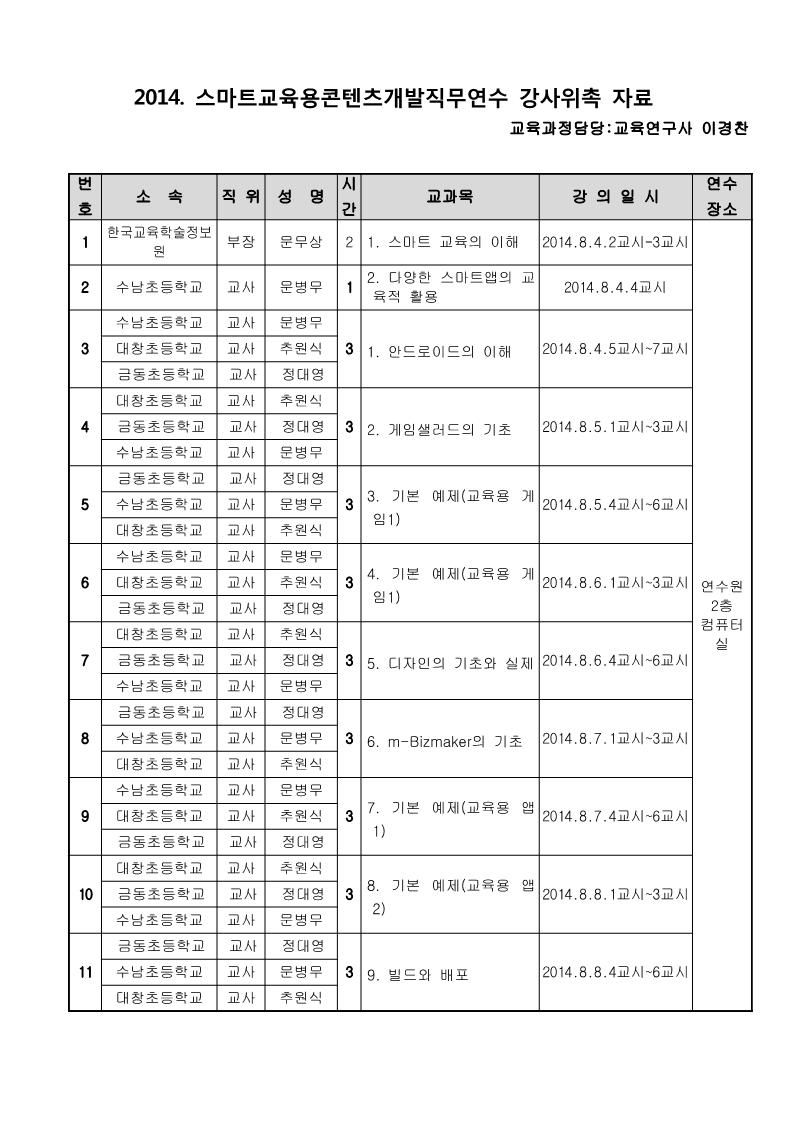 2014. 스마트교육용콘텐츠개발직무연수 강사위촉 자료
교육과정담당:교육연구사 이경찬
번호 소 속 직 위 성 명 시간 교과목 강 의 일 시 연수장소
1 한국교육학술정보원 부장 문무상 2 1. 스마트 교육의 이해 2014.8.4.2교시-3교시
2 수남초등학교 교사 문병무 1 2. 다양한 스마트앱의 교육적 활용 2014.8.4.4교시
수남초등학교 교사 문병무
3 대창초등학교 교사 추원식 3 1. 안드로이드의 이해 2014.8.4.5교시~7교시
금동초등학교 교사 정대영
대창초등학교 교사 추원식
4 금동초등학교 교사 정대영 3 2. 게임샐러드의 기초 2014.8.5.1교시~3교시
수남초등학교 교사 문병무
금동초등학교 교사 정대영
5 수남초등학교 교사 문병무 3 3. 기본 예제(교육용 게임1) 2014.8.5.4교시~6교시
대창초등학교 교사 추원식
수남초등학교 교사 문병무
6 대창초등학교 교사 추원식 3 4. 기본 예제(교육용 게임1) 2014.8.6.1교시~3교시
금동초등학교 교사 정대영
연수원
2층
컴퓨터
실
대창초등학교 교사 추원식
7 금동초등학교 교사 정대영 3 5. 디자인의 기초와 실제 2014.8.6.4교시~6교시
수남초등학교 교사 문병무
금동초등학교 교사 정대영
8 수남초등학교 교사 문병무 3 6. m-Bizmaker의 기초 2014.8.7.1교시~3교시
대창초등학교 교사 추원식
수남초등학교 교사 문병무
9 대창초등학교 교사 추원식 3 7. 기본 예제(교육용 앱1) 2014.8.7.4교시~6교시
금동초등학교 교사 정대영
대창초등학교 교사 추원식
10 금동초등학교 교사 정대영 3 8. 기본 예제(교육용 앱2) 2014.8.8.1교시~3교시
수남초등학교 교사 문병무
금동초등학교 교사 정대영
11 수남초등학교 교사 문병무 3 9. 빌드와 배포 2014.8.8.4교시~6교시
대창초등학교 교사 추원식